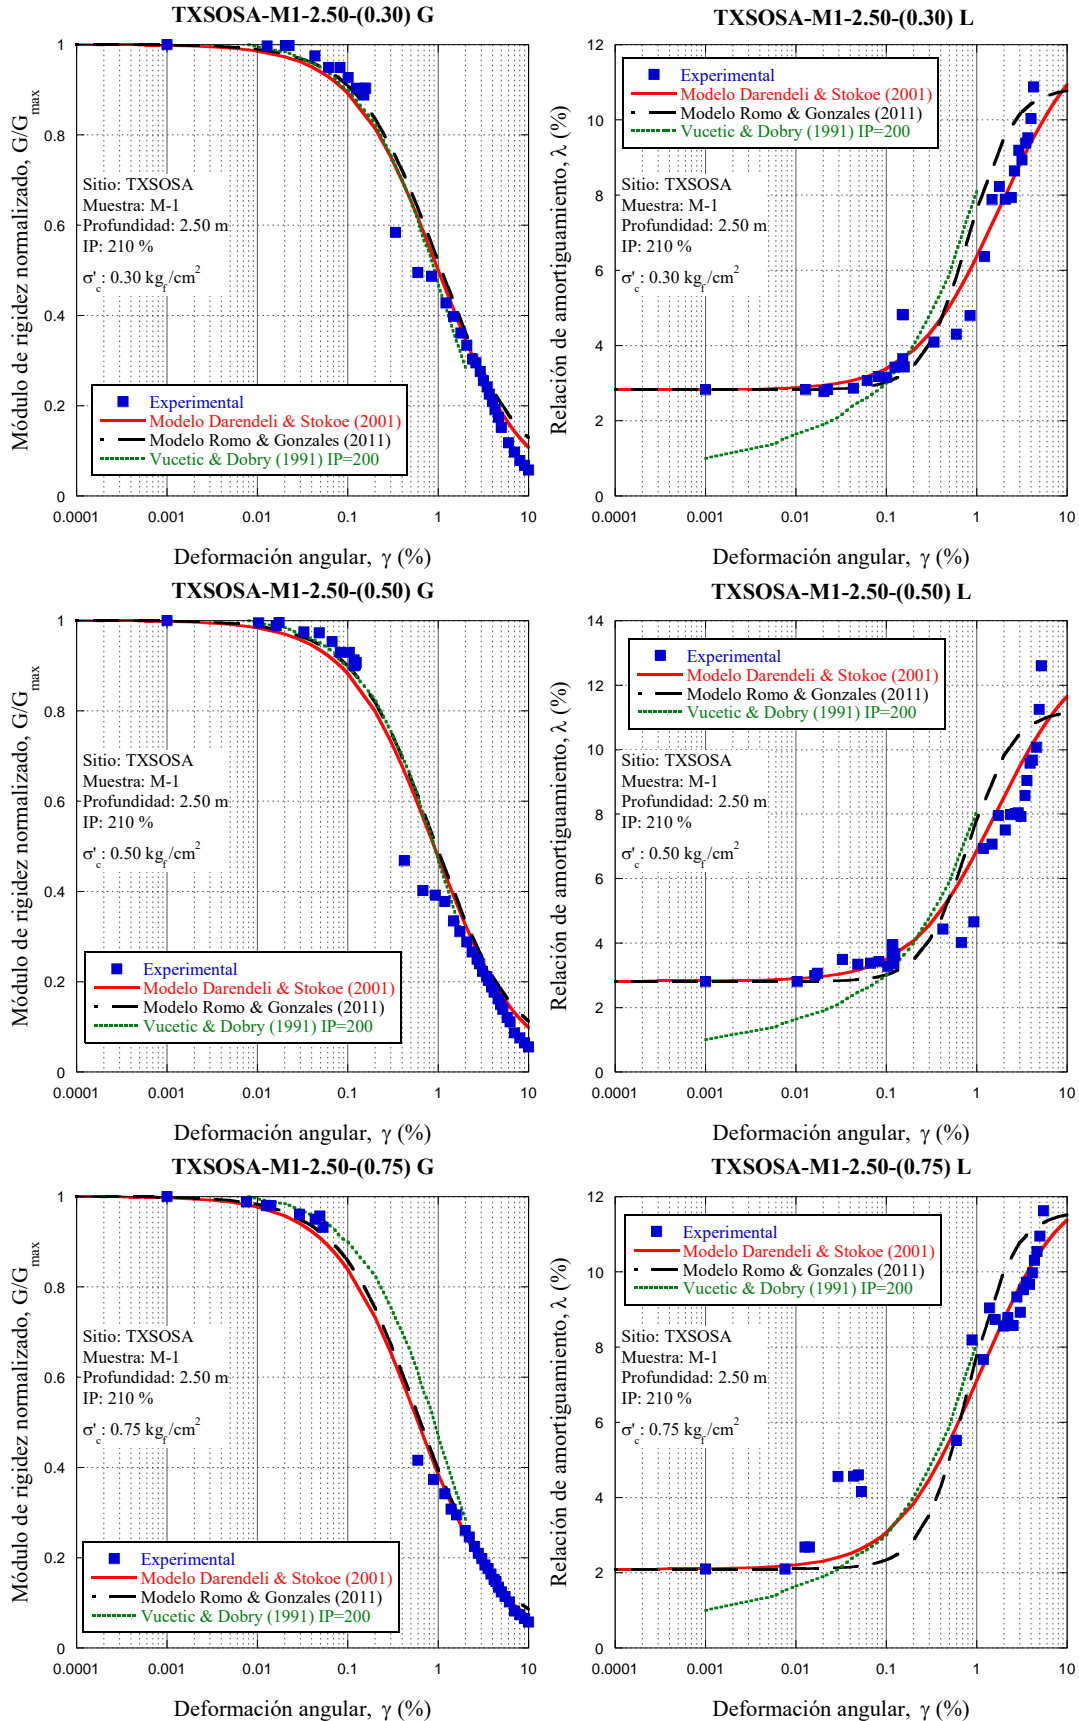 TXSOSA-M1-2.50-(0.30) G
Módulo de rigidez normalizado, G/Gmax
1
0.8
0.6
0.4
0.2
0
Sitio: TXSOSA
Muestra: M-1
Profundidad: 2.50 m
IP: 210 %
σ'c: 0.30 kgf/cm2
Experimental
Modelo Darendeli & Stokoe (2001)
Modelo Romo & Gonzales (2011)
Vucetic & Dobry (1991) IP=200
0.0001 0.001 0.01 0.1 1 10
Deformación angular, γ (%)
TXSOSA-M1-2.50-(0.30) L
Relación de amortiguamiento, λ (%)
12
10
8
6
4
2
0
Experimental
Modelo Darendeli & Stokoe (2001)
Modelo Romo & Gonzales (2011)
Vucetic & Dobry (1991) IP=200
Sitio: TXSOSA
Muestra: M-1
Profundidad: 2.50 m
IP: 210 %
σ'c: 0.30 kgf/cm2
0.0001 0.001 0.01 0.1 1 10
Deformación angular, γ (%)
TXSOSA-M1-2.50-(0.50) G
Módulo de rigidez normalizado, G/Gmax
1
0.8
0.6
0.4
0.2
0
Sitio: TXSOSA
Muestra: M-1
Profundidad: 2.50 m
IP: 210 %
σ'c: 0.50 kgf/cm2
Experimental
Modelo Darendeli & Stokoe (2001)
Modelo Romo & Gonzales (2011)
Vucetic & Dobry (1991) IP=200
0.0001 0.001 0.01 0.1 1 10
Deformación angular, γ (%)
TXSOSA-M1-2.50-(0.50) L
Relación de amortiguamiento, λ (%)
14
12
10
8
6
4
2
0
Experimental
Modelo Darendeli & Stokoe (2001)
Modelo Romo & Gonzales (2011)
Vucetic & Dobry (1991) IP=200
Sitio: TXSOSA
Muestra: M-1
Profundidad: 2.50 m
IP: 210 %
σ'c: 0.50 kgf/cm2
0.0001 0.001 0.01 0.1 1 10
Deformación angular, γ (%)
TXSOSA-M1-2.50-(0.75) G
Módulo de rigidez normalizado, G/Gmax
1
0.8
0.6
0.4
0.2
0
Sitio: TXSOSA
Muestra: M-1
Profundidad: 2.50 m
IP: 210 %
σ'c: 0.75 kgf/cm2
Experimental
Modelo Darendeli & Stokoe (2001)
Modelo Romo & Gonzales (2011)
Vucetic & Dobry (1991) IP=200
0.0001 0.001 0.01 0.1 1 10
Deformación angular, γ (%)
TXSOSA-M1-2.50-(0.75) L
Relación de amortiguamiento, λ (%)
12
10
8
6
4
2
0
Experimental
Modelo Darendeli & Stokoe (2001)
Modelo Romo & Gonzales (2011)
Vucetic & Dobry (1991) IP=200
Sitio: TXSOSA
Muestra: M-1
Profundidad: 2.50 m
IP: 210 %
σ'c: 0.75 kgf/cm2
0.0001 0.001 0.01 0.1 1 10
Deformación angular, γ (%)